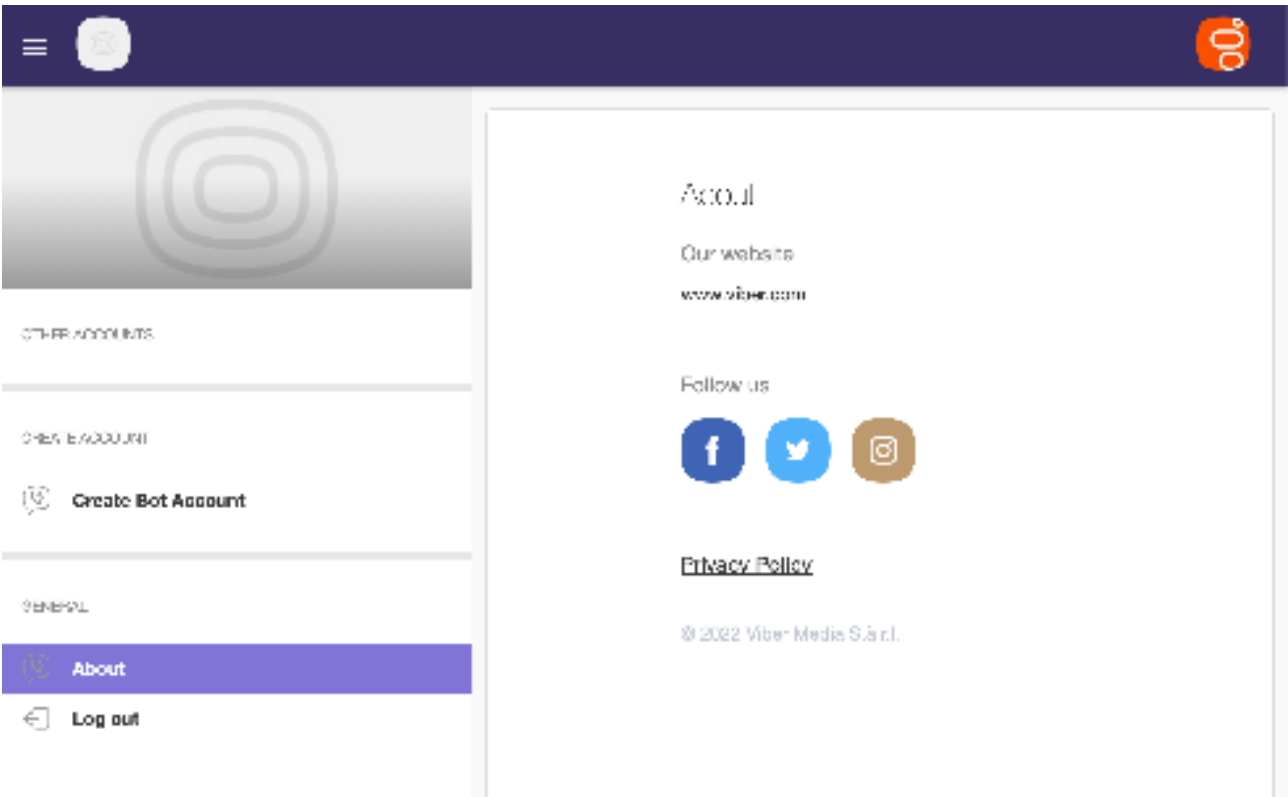 OTHER ACCOUNTS
CREATE ACCOUNT
Create Bot Account
GENERAL
About
Log out
About
Our website
www.viber.com
Follow us
Privacy Policy
© 2022 Viber Media S.à r.l.